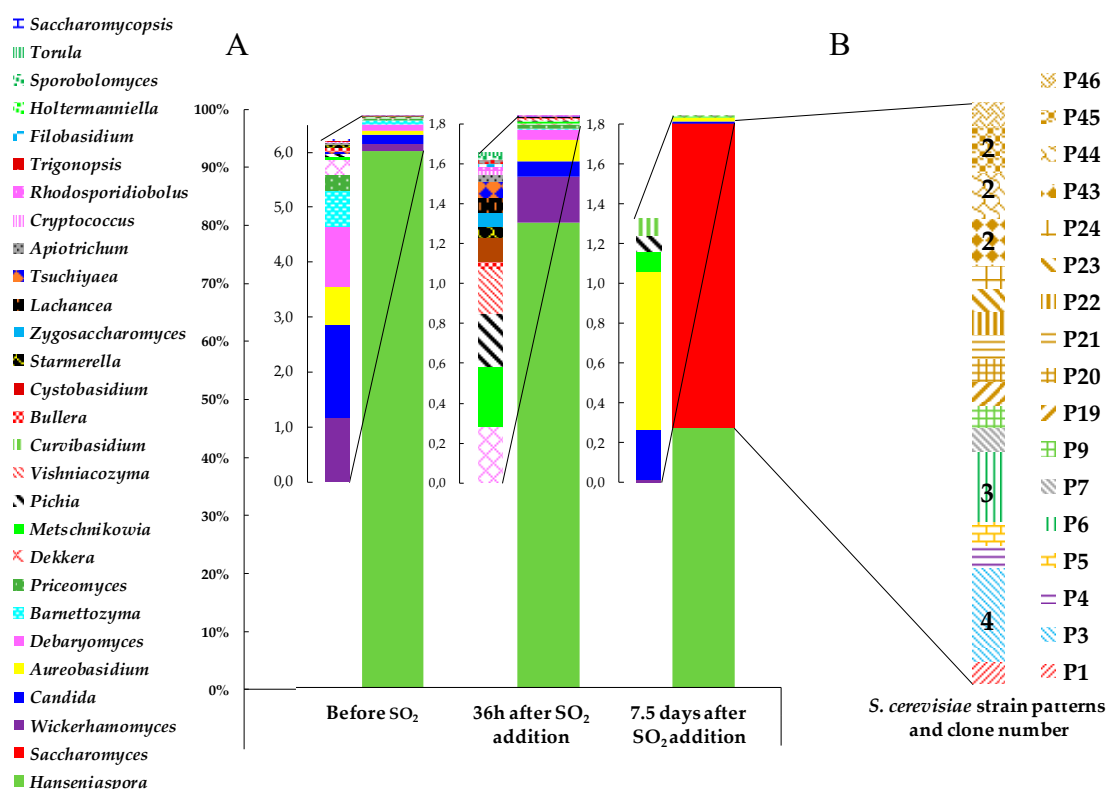 Saccharomycopsis
Torula
Sporobolomyces
Holtermanniella
Filobasidium
Trigonopsis
Rhodosporidiobolus
Cryptococcus
Apiotrichum
Tsuchiyaea
Lachancea
Zygosaccharomyces
Starmerella
Cystobasidium
Bullera
Curvibasidium
Vishniacozyma
Pichia
Metschnikowia
Dekkera
Priceomyces
Barnettozyma
Debaryomyces
Aureobasidium
Candida
Wickerhamomyces
Saccharomyces
Hanseniaspora
A
100%
90%
80%
70%
60%
50%
40%
30%
20%
10%
0%
6,0
5,0
4,0
3,0
2,0
1,0
0,0
1,8
1,6
1,4
1,2
1,0
0,8
0,6
0,4
0,2
0,0
1,8
1,6
1,4
1,2
1,0
0,8
0,6
0,4
0,2
0,0
Before SO₂
36h after SO₂
addition
7.5 days after
SO₂ addition
B
2
2
2
3
4
S. cerevisiae strain patterns
and clone number
P46
P45
P44
P43
P24
P23
P22
P21
P20
P19
P9
P7
P6
P5
P4
P3
P1